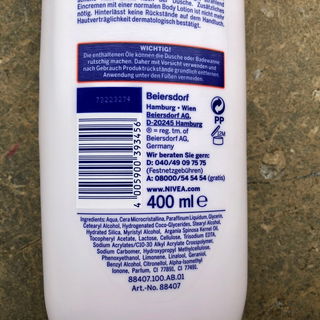 Eincremen mit einer normalen Body Lotion ist nicht mehr
nötig. Hinterlässt keine Rückstände auf dem Handtuch.
Hautverträglichkeit dermatologisch bestätigt.
WICHTIG!
Die enthaltenen Öle können die Dusche oder Badewanne
rutschig machen. Daher mit Vorsicht verwenden und
nach Gebrauch Produktrückstände gründlich entfernen
Anwendung unter den Füßen vermeiden.
Beiersdorf
Hamburg • Wien
Beiersdorf AG,
D-20245 Hamburg
® = reg. tm. of
Beiersdorf AG,
Germany
Wir beraten Sie gern:
D: 040/49 09 75 75
(Festnetzgebühren)
A: 08000/54 54 54 (gratis)
www.NIVEA.com
400 ml e
PP
12M
4 005900 393456
Ingredients: Aqua, Cera Microcristallina, Paraffinum Liquidum, Glycerin,
Cetearyl Alcohol, Hydrogenated Coco-Glycerides, Stearyl Alcohol,
Hydrated Silica, Myristyl Alcohol, Argania Spinosa Kernel Oil,
Tocopheryl Acetate, Lactose, Cellulose, Trisodium EDTA,
Sodium Acrylates/C10-30 Alkyl Acrylate Crosspolymer,
Sodium Hydroxide, Hydroxypropyl Methylcellulose,
Phenoxyethanol, Limonene, Linalool, Geraniol,
Benzyl Alcohol, Citronellol, Alpha-Isomethyl
Ionone, Parfum, CI 77491, CI 77891
88407.100.AB.01
Art.-No. 88407